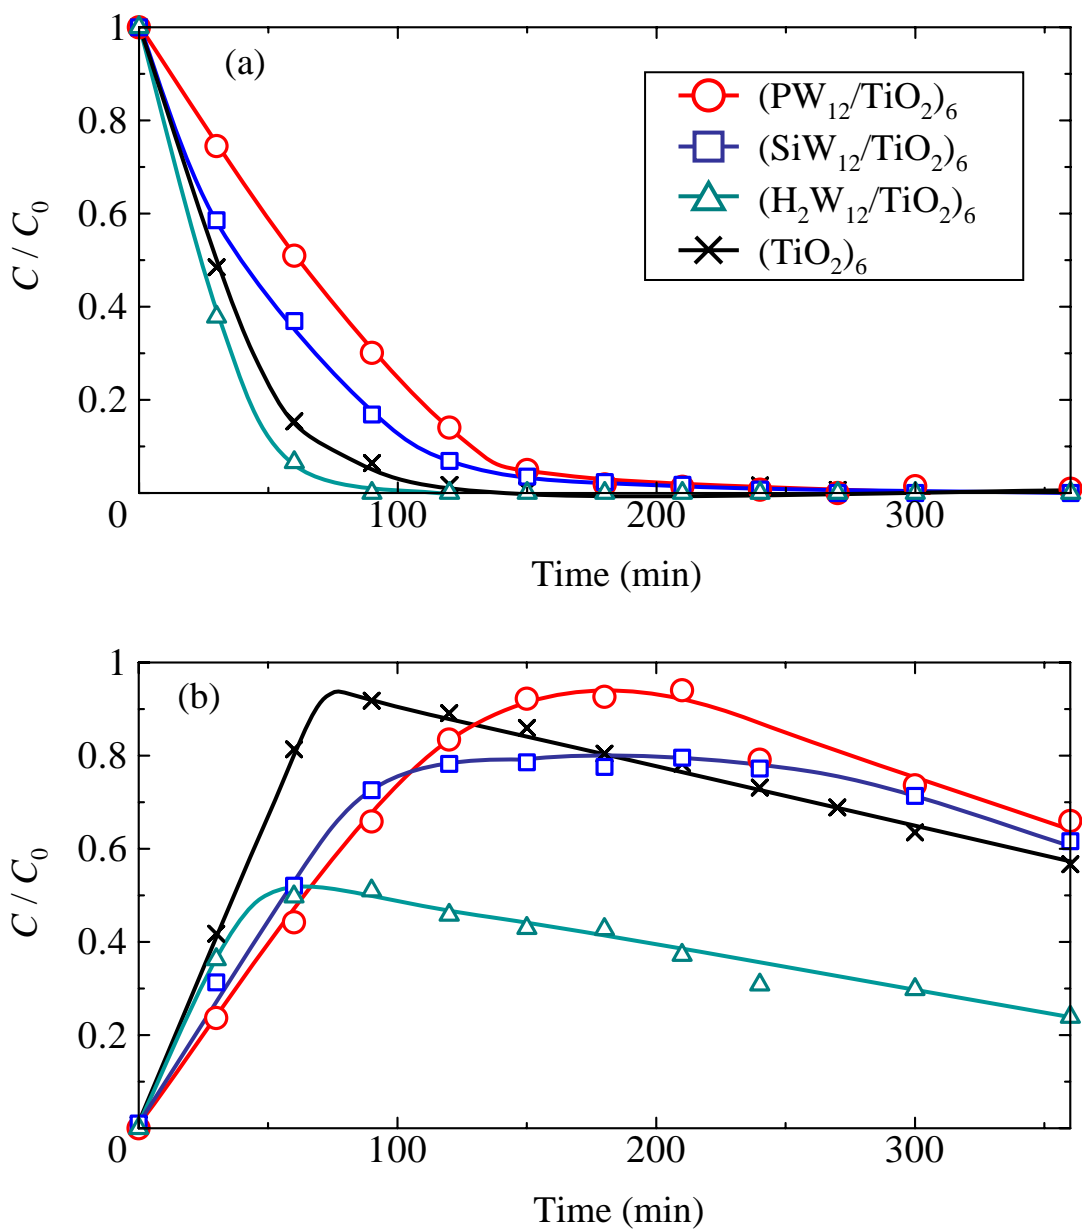 1
(a)
(PW₁₂/TiO₂)₆
0.8
(SiW₁₂/TiO₂)₆
0.6
(H₂W₁₂/TiO₂)₆
(TiO₂)₆
C / C₀
0.4
0.2
0 100 200 300
Time (min)
1
(b)
0.8
0.6
C / C₀
0.4
0.2
0 100 200 300
Time (min)